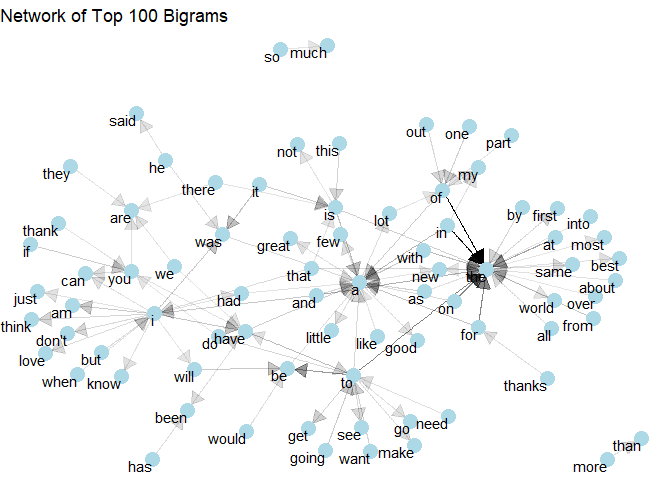 Network of Top 100 Bigrams
so
much
said
out
one
part
they
he
not
this
my
there
it
of
are
is
lot
in
by
first
into
thank
was
great
few
at
most
if
with
the
can
you
we
that
a
new
same
best
just
had
and
as
about
am
i
on
world
over
think
don't
have
little
like
good
for
all
from
love
but
do
when
know
will
be
to
thanks
been
would
get
see
go
need
has
going
want
make
than
more